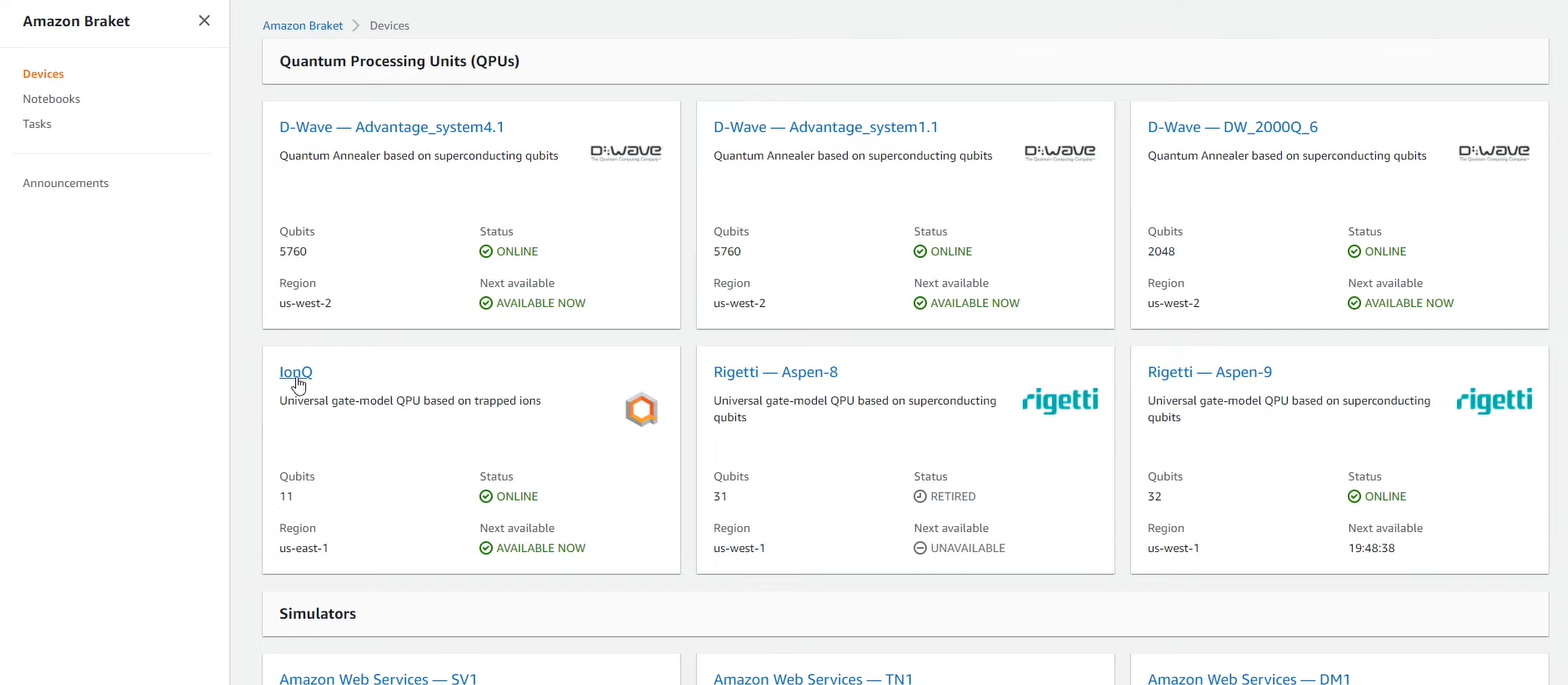 Amazon Braket
Devices
Notebooks
Tasks
Announcements
Amazon Braket > Devices
Quantum Processing Units (QPUs)
D-Wave — Advantage_system4.1
Quantum Annealer based on superconducting qubits
D:wave
The Quantum Computing Company
Qubits
5760
Status
ONLINE
Region
us-west-2
Next available
AVAILABLE NOW
D-Wave — Advantage_system1.1
Quantum Annealer based on superconducting qubits
D:wave
The Quantum Computing Company
Qubits
5760
Status
ONLINE
Region
us-west-2
Next available
AVAILABLE NOW
D-Wave — DW_2000Q_6
Quantum Annealer based on superconducting qubits
D:wave
The Quantum Computing Company
Qubits
2048
Status
ONLINE
Region
us-west-2
Next available
AVAILABLE NOW
IonQ
Universal gate-model QPU based on trapped ions
Qubits
11
Status
ONLINE
Region
us-east-1
Next available
AVAILABLE NOW
Rigetti — Aspen-8
Universal gate-model QPU based on superconducting
qubits
rigetti
Qubits
31
Status
RETIRED
Region
us-west-1
Next available
UNAVAILABLE
Rigetti — Aspen-9
Universal gate-model QPU based on superconducting
qubits
rigetti
Qubits
32
Status
ONLINE
Region
us-west-1
Next available
19:48:38
Simulators
Amazon Web Services — SV1
Amazon Web Services — TN1
Amazon Web Services — DM1